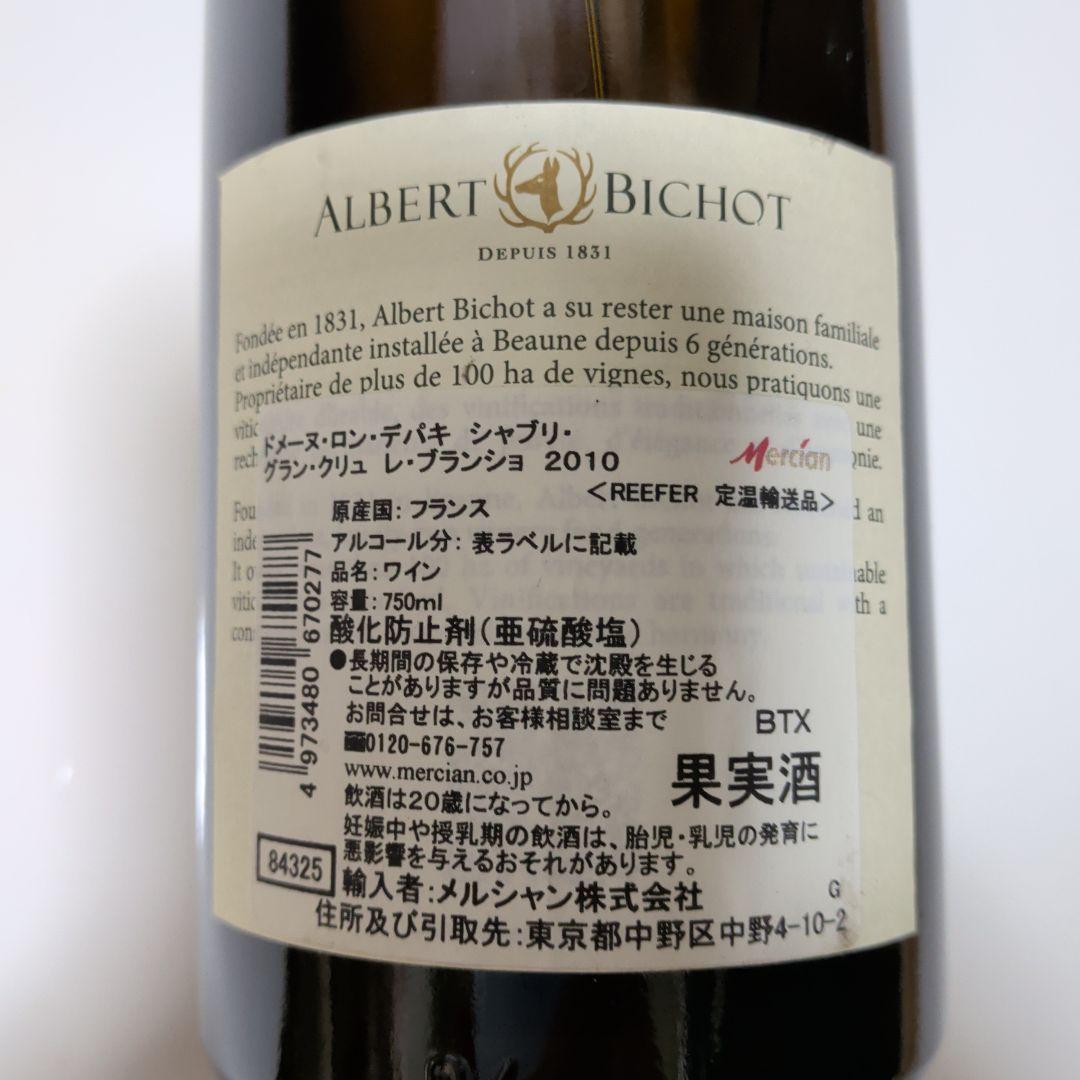 ALBERT BICHOT
DEPUIS 1831
Fondée en 1831, Albert Bichot a su rester une maison familiale
et indépendante installée à Beaune depuis 6 générations.
Propriétaire de plus de 100 ha de vignes, nous pratiquons une
une
ドメーヌ・ロン・デパキ シャブリ・
グラン・クリュ レ・ブランショ 2010
Mercian
<REEFER 定温輸送品>
原産国:フランス
アルコール分:表ラベルに記載
品名:ワイン
容量:750ml
酸化防止剤(亜硫酸塩)
●長期間の保存や冷蔵で沈殿を生じる
ことがありますが品質に問題ありません。
お問合せは、お客様相談室まで
BTX
0120-676-757
www.mercian.co.jp
果実酒
飲酒は20歳になってから。
妊娠中や授乳期の飲酒は、胎児・乳児の発育に
悪影響を与えるおそれがあります。
輸入者:メルシャン株式会社
G
住所及び引取先:東京都中野区中野4-10-2
4 973480 670277
84325